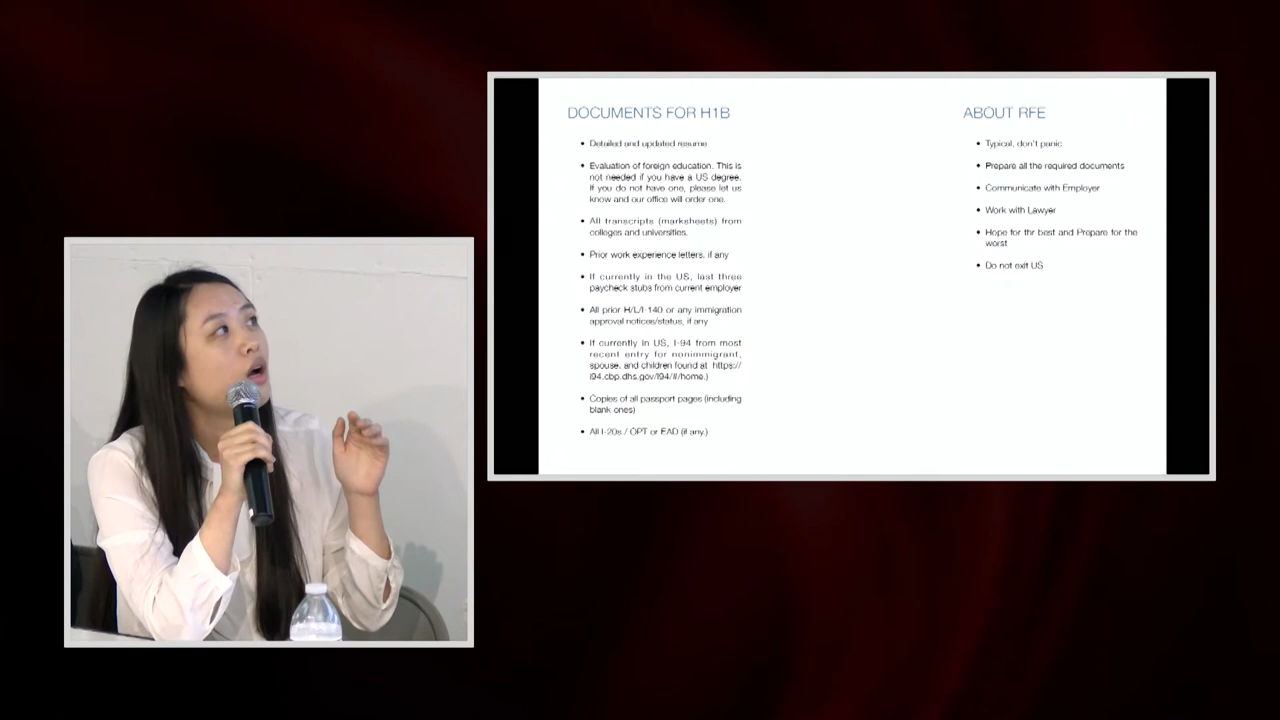 DOCUMENTS FOR H1B
• Detailed and updated resume
• Evaluation of foreign education. This is
not needed if you have a US degree.
If you do not have one, please let us
know and our office will order one.
• All transcripts (marksheets) from
colleges and universities.
• Prior work experience letters, if any
• If currently in the US, last three
paycheck stubs from current employer
• All prior H/L/I-140 or any immigration
approval notices/status, if any
• If currently in US, I-94 from most
recent entry for nonimmigrant,
spouse, and children found at https://
i94.cbp.dhs.gov/I94/#/home.)
• Copies of all passport pages (including
blank ones)
• All I-20s / OPT or EAD (if any.)
ABOUT RFE
• Typical, don't panic
• Prepare all the required documents
• Communicate with Employer
• Work with Lawyer
• Hope for thr best and Prepare for the
worst
• Do not exit US